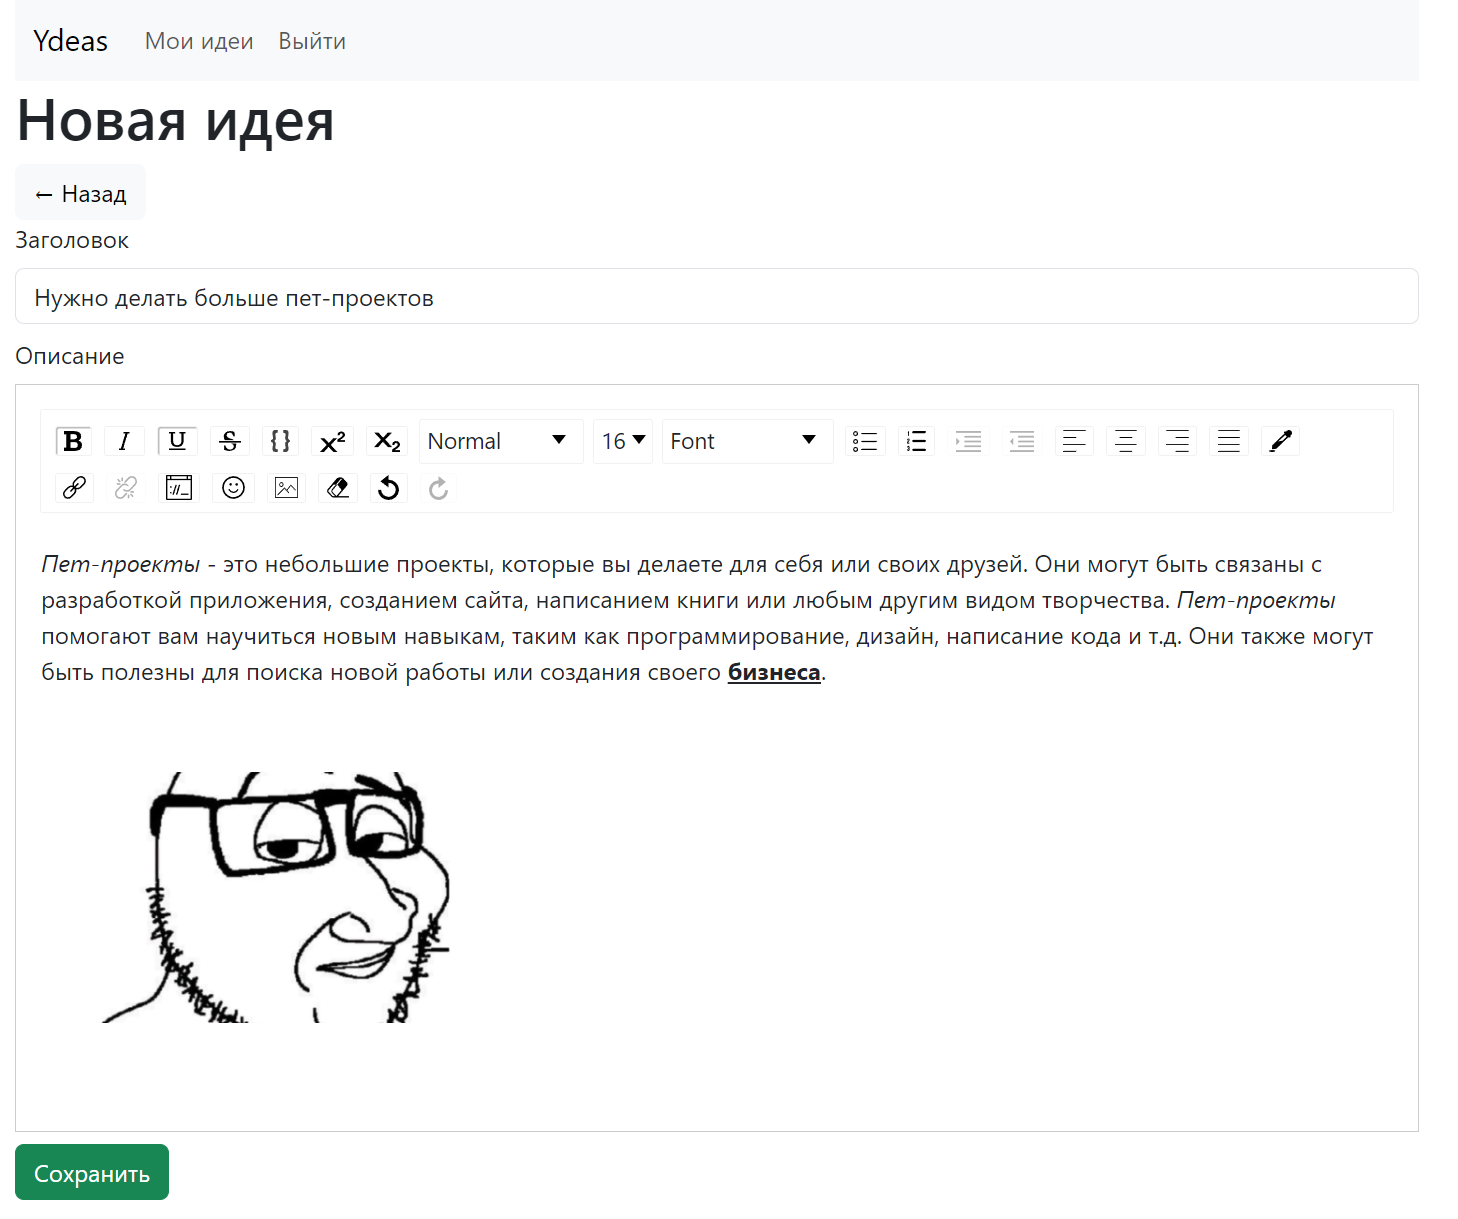 Ydeas Мои идеи Выйти
Новая идея
← Назад
Заголовок
Нужно делать больше пет-проектов
Описание
B I U S {} X² X₂ Normal 16 Font
Пет-проекты - это небольшие проекты, которые вы делаете для себя или своих друзей. Они могут быть связаны с
разработкой приложения, созданием сайта, написанием книги или любым другим видом творчества. Пет-проекты
помогают вам научиться новым навыкам, таким как программирование, дизайн, написание кода и т.д. Они также могут
быть полезны для поиска новой работы или создания своего бизнеса.
Сохранить